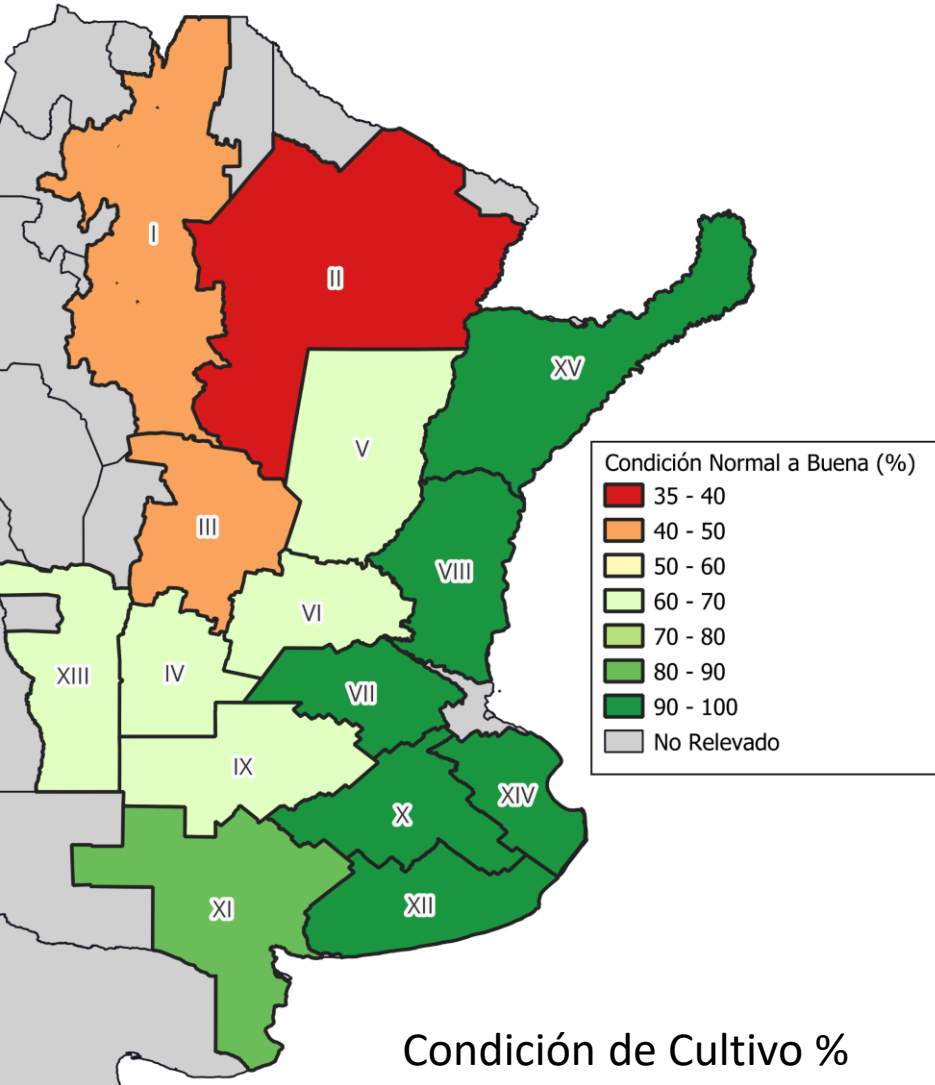 I
II
XV
V
Condición Normal a Buena (%)
35 - 40
40 - 50
50 - 60
60 - 70
70 - 80
80 - 90
90 - 100
No Relevado
III
VIII
VI
XIII
IV
VII
IX
XIV
X
XI
XII
Condición de Cultivo %